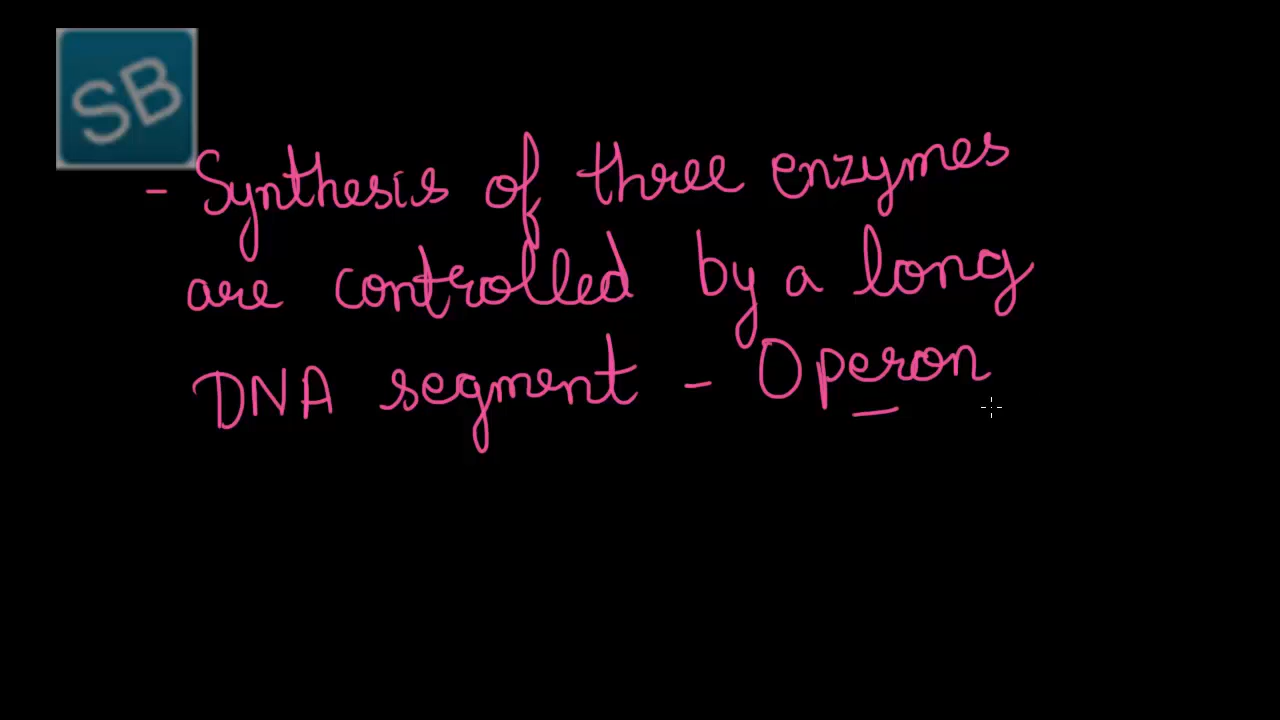 SB
- Synthesis of three enzymes
are controlled by a long
DNA segment - Operon